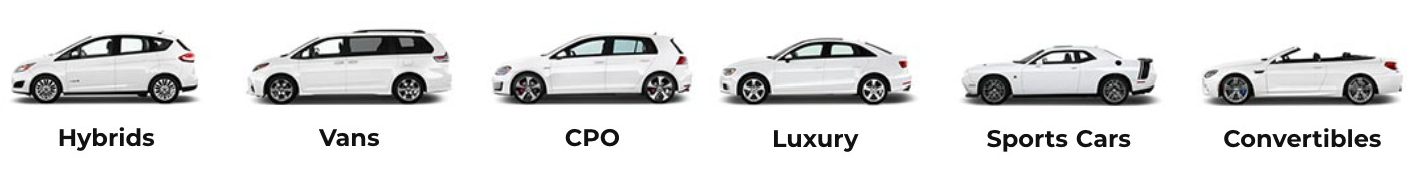 Hybrids
Vans
CPO
Luxury
Sports Cars
Convertibles